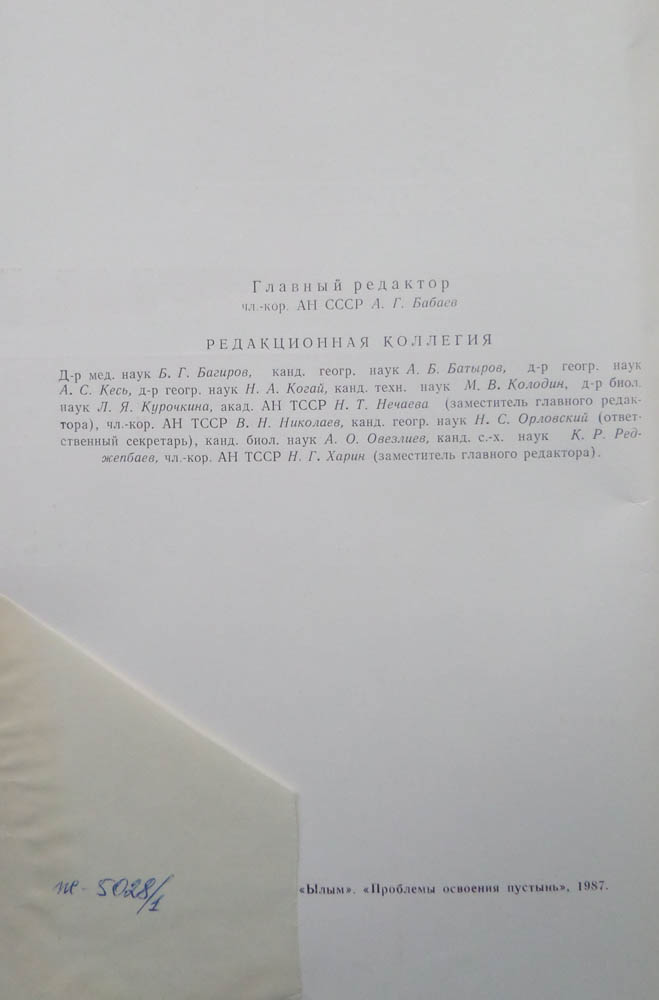 Главный редактор
чл.-кор. АН СССР А. Г. Бабаев
РЕДАКЦИОННАЯ КОЛЛЕГИЯ
Д-р мед. наук Б. Г. Багиров, канд. геогр. наук А. Б. Батыров, д-р геогр. наук
А. С. Кесь, д-р геогр. наук Н. А. Когай, канд. техн. наук М. В. Колодин, д-р биол.
наук Л. Я. Курочкина, акад. АН ТССР Н. Т. Нечаева (заместитель главного редак-
тора), чл.-кор. АН ТССР В. Н. Николаев, канд. геогр. наук Н. С. Орловский (ответ-
ственный секретарь), канд. биол. наук А. О. Овезлиев, канд. с.-х. наук К. Р. Ред-
жепбаев, чл.-кор. АН ТССР Н. Г. Харин (заместитель главного редактора).
«Ылым». «Проблемы освоения пустынь», 1987.
5028/1